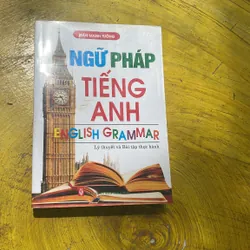 NGỮ PHÁP
TIẾNG
ANH
ENGLISH GRAMMAR
Lý thuyết và Bài tập thực hành